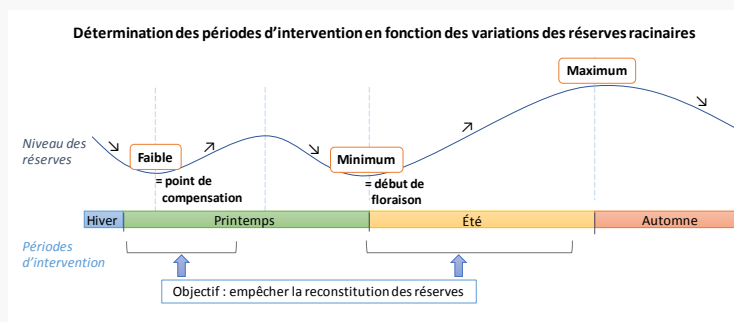 Détermination des périodes d'intervention en fonction des variations des réserves racinaires
Maximum
Niveau des
réserves
Faible
Minimum
= point de
compensation
= début de
floraison
Hiver
Printemps
Été
Automne
Périodes
d'intervention
Objectif : empêcher la reconstitution des réserves